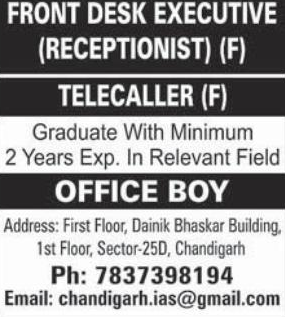 FRONT DESK EXECUTIVE
(RECEPTIONIST) (F)
TELECALLER (F)
Graduate With Minimum
2 Years Exp. In Relevant Field
OFFICE BOY
Address: First Floor, Dainik Bhaskar Building,
1st Floor, Sector-25D, Chandigarh
Ph: 7837398194
Email: chandigarh.ias@gmail.com